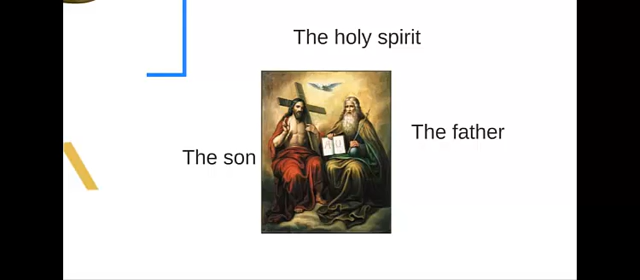 The holy spirit
The father
The son